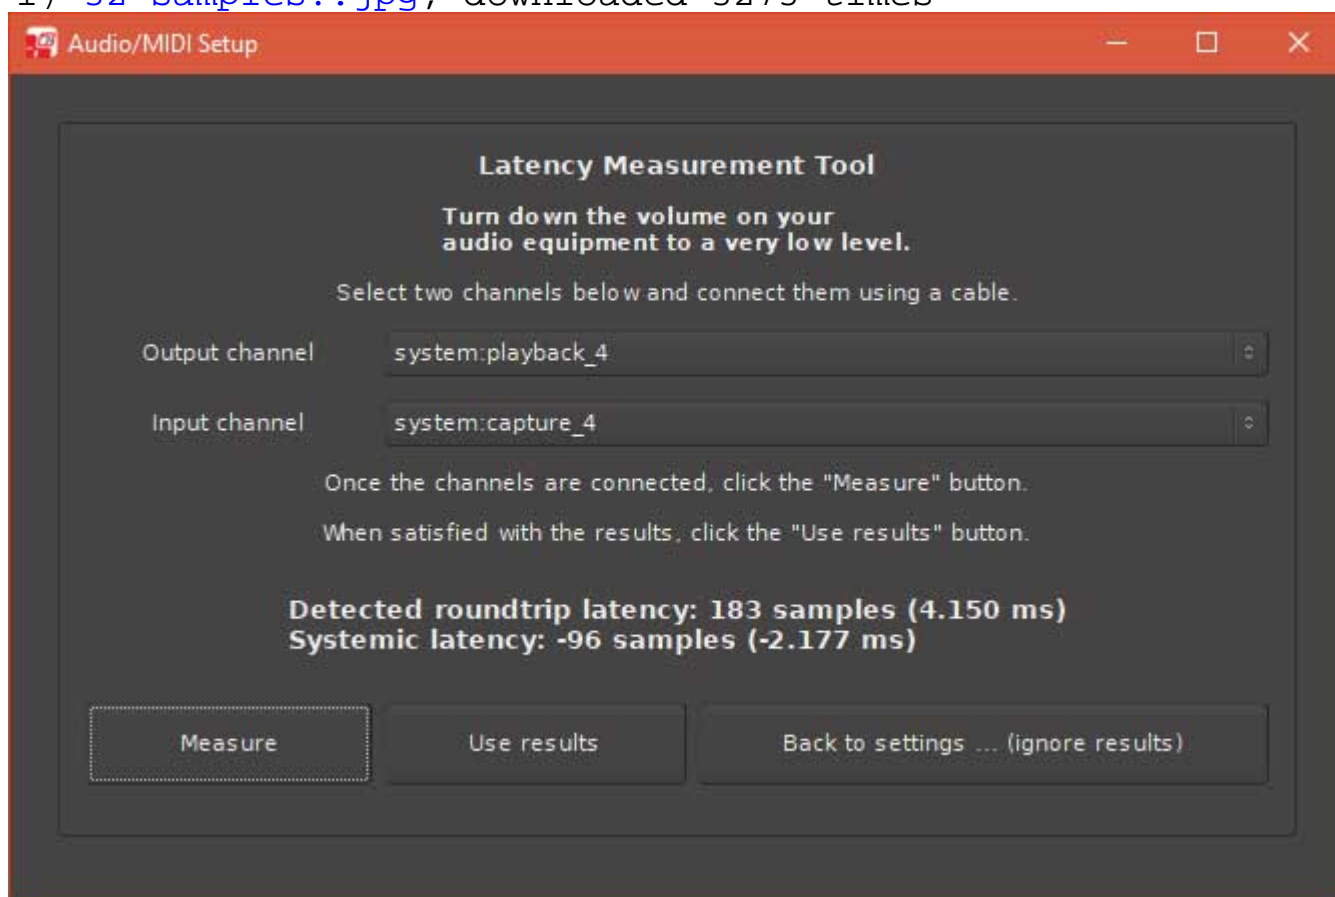 Audio/MIDI Setup
Latency Measurement Tool
Turn down the volume on your
audio equipment to a very low level.
Select two channels below and connect them using a cable.
Output channel system:playback_4
Input channel system:capture_4
Once the channels are connected, click the "Measure" button.
When satisfied with the results, click the "Use results" button.
Detected roundtrip latency: 183 samples (4.150 ms)
Systemic latency: -96 samples (-2.177 ms)
Measure Use results Back to settings ... (ignore results)